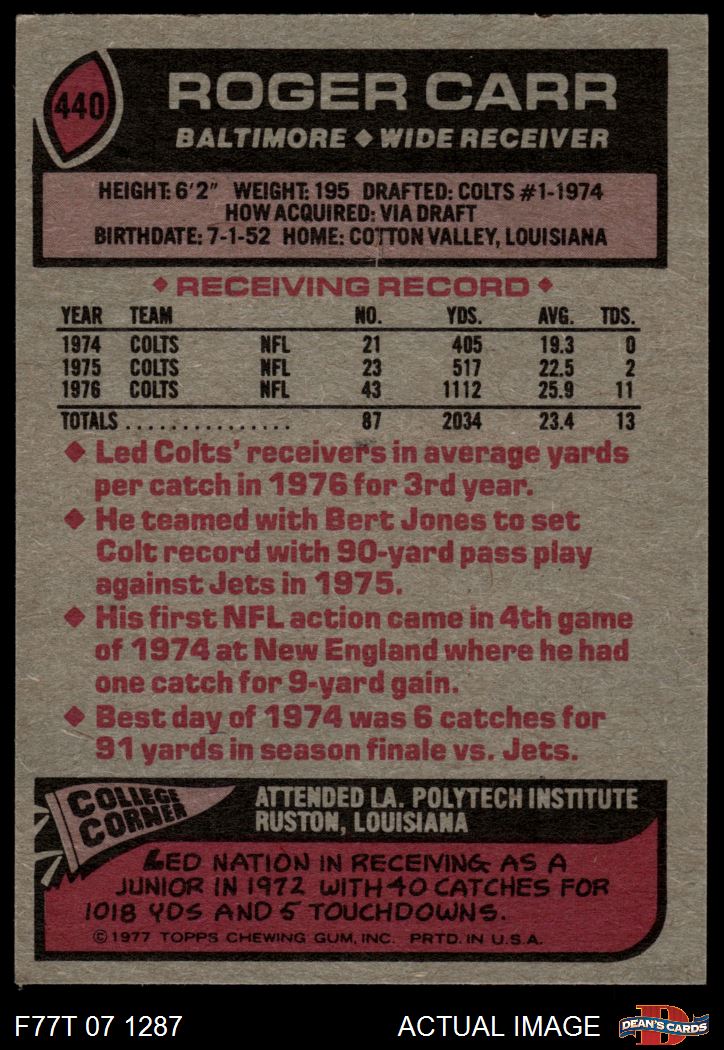 440
ROGER CARR
BALTIMORE ◆ WIDE RECEIVER
HEIGHT: 6'2" WEIGHT: 195 DRAFTED: COLTS #1-1974
HOW ACQUIRED: VIA DRAFT
BIRTHDATE: 7-1-52 HOME: COTTON VALLEY, LOUISIANA
◆ RECEIVING RECORD ◆
YEAR TEAM NO. YDS. AVG. TDS.
1974 COLTS NFL 21 405 19.3 0
1975 COLTS NFL 23 517 22.5 2
1976 COLTS NFL 43 1112 25.9 11
TOTALS ............... 87 2034 23.4 13
◆ Led Colts' receivers in average yards
per catch in 1976 for 3rd year.
◆ He teamed with Bert Jones to set
Colt record with 90-yard pass play
against Jets in 1975.
◆ His first NFL action came in 4th game
of 1974 at New England where he had
one catch for 9-yard gain.
◆ Best day of 1974 was 6 catches for
91 yards in season finale vs. Jets.
COLLEGE
CORNER
ATTENDED LA. POLYTECH INSTITUTE
RUSTON, LOUISIANA
LED NATION IN RECEIVING AS A
JUNIOR IN 1972 WITH 40 CATCHES FOR
1018 YDS AND 5 TOUCHDOWNS.
© 1977 TOPPS CHEWING GUM, INC. PRTD. IN U.S.A.
F77T 07 1287 ACTUAL IMAGE
D
DEAN'S CARDS